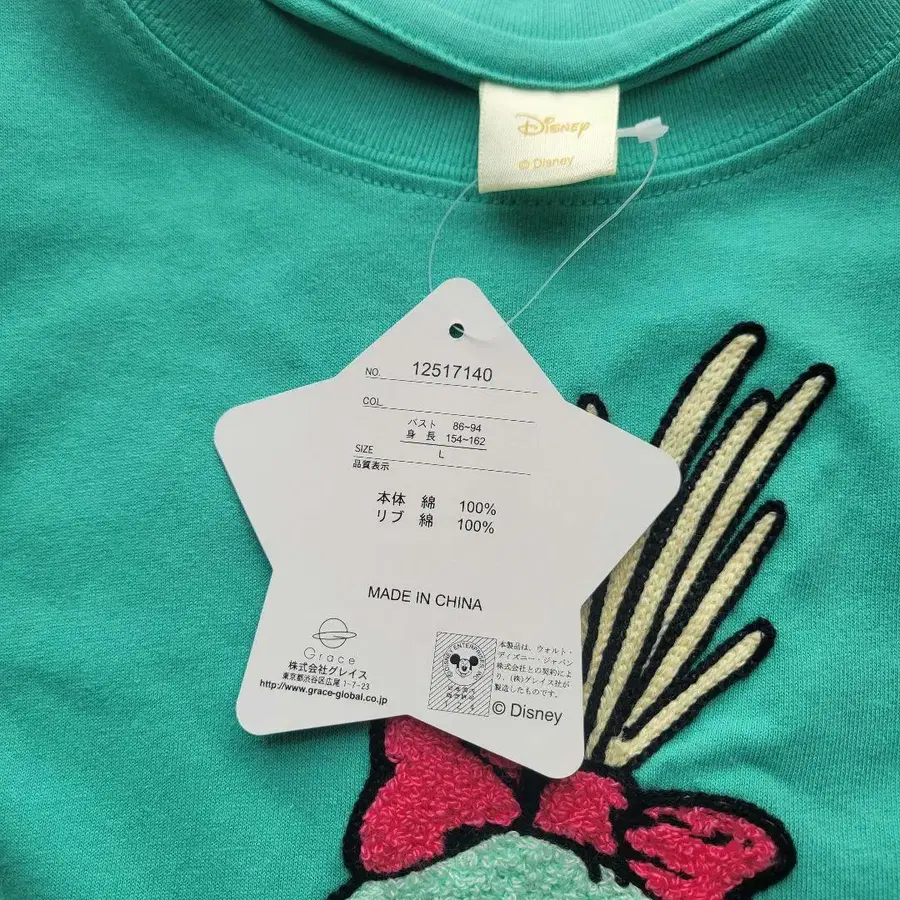 Disney
© Disney
NO. 12517140
COL.
バスト 86~94
身 長 154~162
SIZE L
品質表示
本体 綿 100%
リブ 綿 100%
MADE IN CHINA
Grace
株式会社グレイス
東京都渋谷区広尾 1-7-23
http://www.grace-global.co.jp
本製品は、ウォルト・
ディズニー・ジャパン
株式会社との契約によ
り、(株)グレイス社が
製造したものです。
© Disney